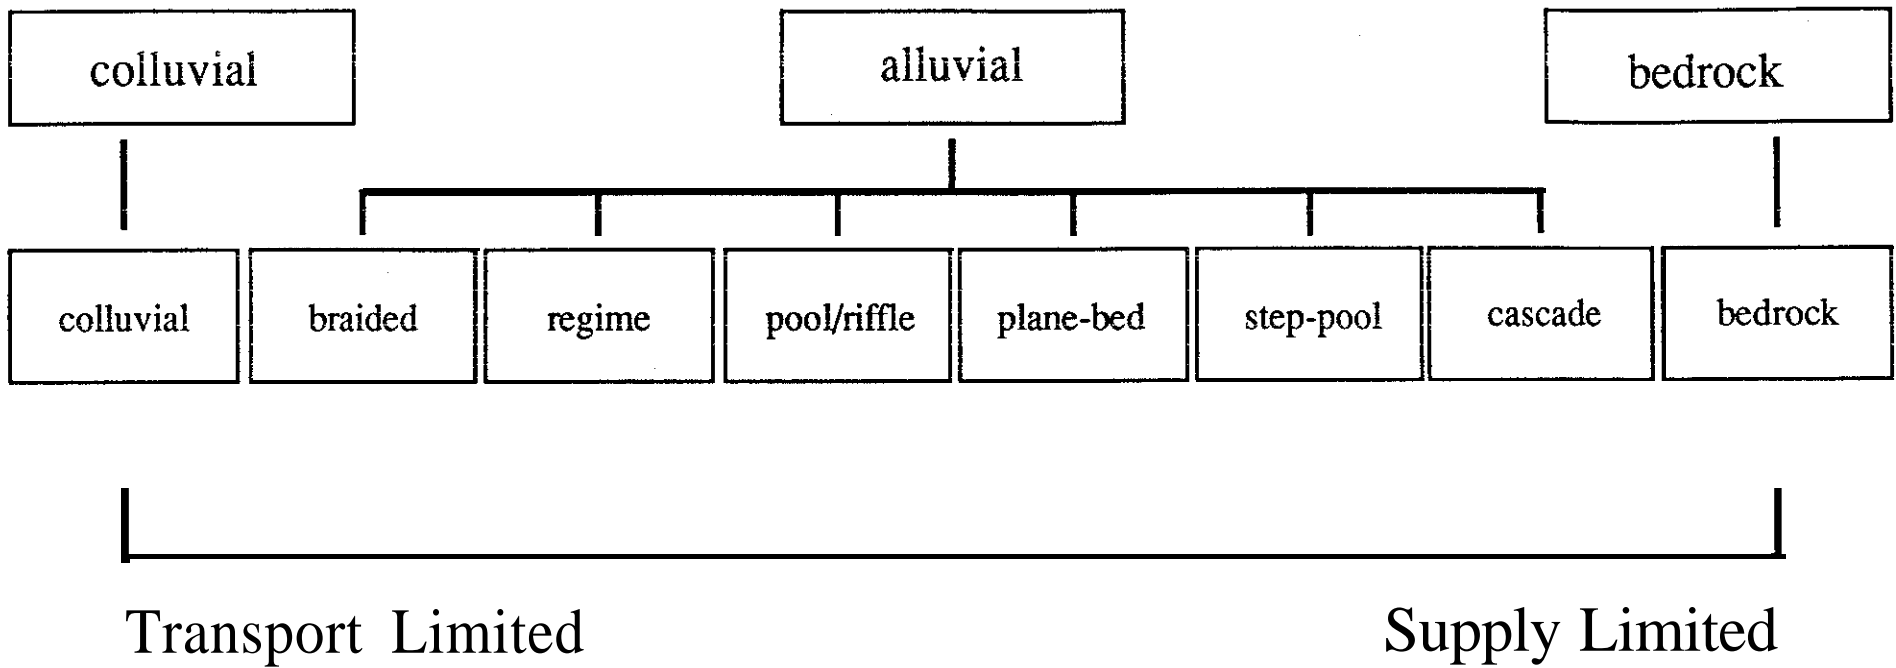 colluvial alluvial bedrock
colluvial braided regime pool/riffle plane-bed step-pool cascade bedrock
Transport Limited Supply Limited